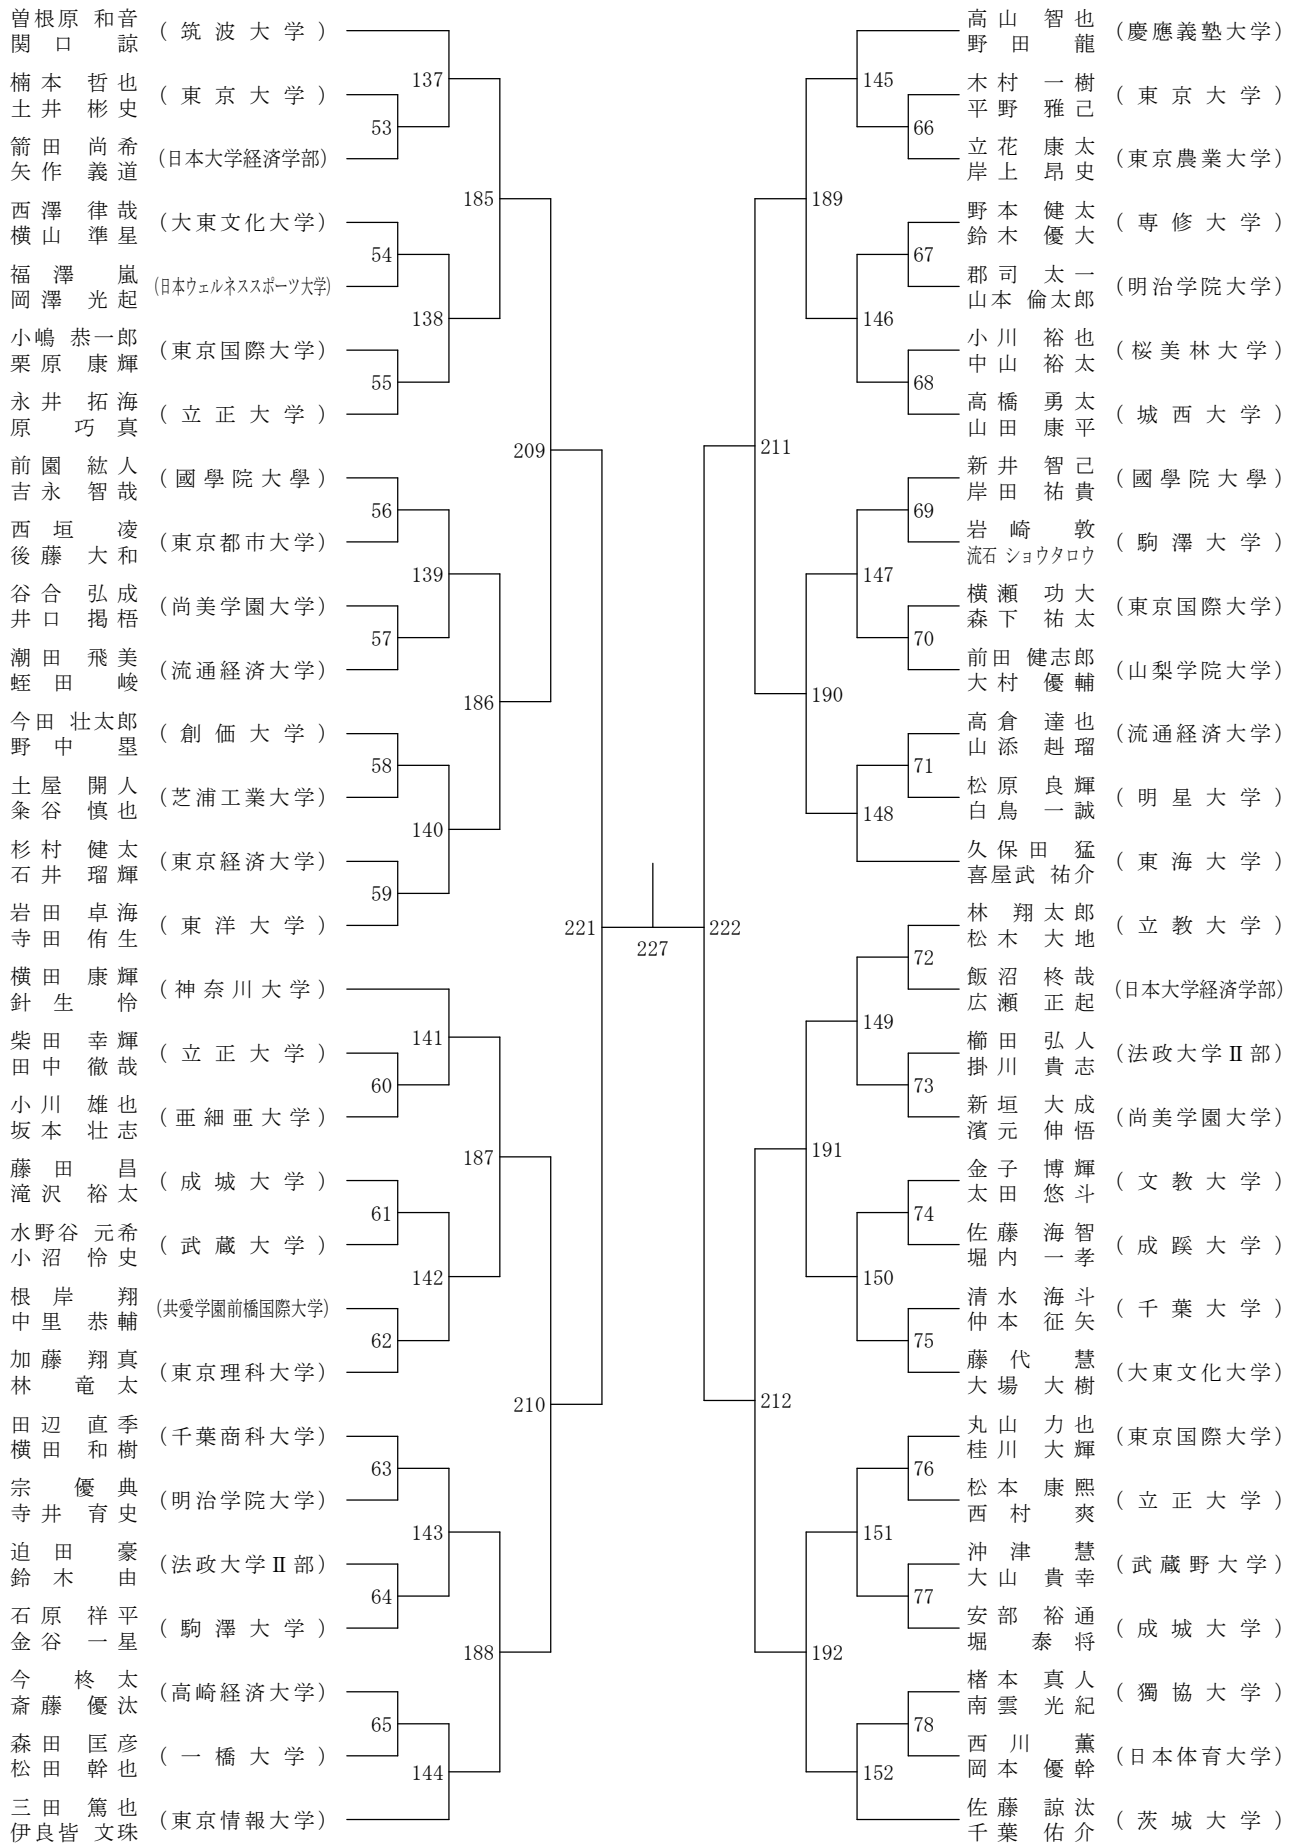 曽根原 和音
関口 諒
(筑波大学)
楠本 哲也
土井 彬史
(東京大学)
箭田 尚希
矢作 義道
(日本大学経済学部)
西澤 律哉
横山 準星
(大東文化大学)
福澤 嵐
岡澤 光起
(日本ウェルネススポーツ大学)
小嶋 恭一郎
栗原 康輝
(東京国際大学)
永井 拓海
原 巧真
(立正大学)
前園 紘人
吉永 智哉
(國學院大學)
西垣 凌
後藤 大和
(東京都市大学)
谷合 弘成
井口 掲梧
(尚美学園大学)
潮田 飛美
蛭田 峻
(流通経済大学)
今田 壮太郎
野中 塁
(創価大学)
土屋 開人
粂谷 慎也
(芝浦工業大学)
杉村 健太
石井 瑠輝
(東京経済大学)
岩田 卓海
寺田 侑生
(東洋大学)
横田 康輝
針生 怜
(神奈川大学)
柴田 幸輝
田中 徹哉
(立正大学)
小川 雄也
坂本 壮志
(亜細亜大学)
藤田 昌
滝沢 裕太
(成城大学)
水野谷 元希
小沼 怜史
(武蔵大学)
根岸 翔
中里 恭輔
(共愛学園前橋国際大学)
加藤 翔真
林 竜太
(東京理科大学)
田辺 直季
横田 和樹
(千葉商科大学)
宗 優典
寺井 育史
(明治学院大学)
迫田 豪
鈴木 由
(法政大学Ⅱ部)
石原 祥平
金谷 一星
(駒澤大学)
今 柊太
斎藤 優汰
(高崎経済大学)
森田 匡彦
松田 幹也
(一橋大学)
三田 篤也
伊良皆 文珠
(東京情報大学)
53
54
55
56
57
58
59
60
61
62
63
64
65
137
138
139
140
141
142
143
144
185
186
187
188
209
210
221
227
222
211
212
189
190
191
192
145
146
147
148
149
150
151
152
66
67
68
69
70
71
72
73
74
75
76
77
78
高山 智也
野田 龍
(慶應義塾大学)
木村 一樹
平野 雅己
(東京大学)
立花 康太
岸上 昂史
(東京農業大学)
野本 健太
鈴木 優大
(専修大学)
郡司 太一
山本 倫太郎
(明治学院大学)
小川 裕也
中山 裕太
(桜美林大学)
高橋 勇太
山田 康平
(城西大学)
新井 智己
岸田 祐貴
(國學院大學)
岩崎 敦
流石 ショウタロウ
(駒澤大学)
横瀬 功大
森下 祐太
(東京国際大学)
前田 健志郎
大村 優輔
(山梨学院大学)
高倉 達也
山添 赳瑠
(流通経済大学)
松原 良輝
白鳥 一誠
(明星大学)
久保田 猛
喜屋武 祐介
(東海大学)
林 翔太郎
松木 大地
(立教大学)
飯沼 柊哉
広瀬 正起
(日本大学経済学部)
櫛田 弘人
掛川 貴志
(法政大学Ⅱ部)
新垣 大成
濱元 伸悟
(尚美学園大学)
金子 博輝
太田 悠斗
(文教大学)
佐藤 海智
堀内 一孝
(成蹊大学)
清水 海斗
仲本 征矢
(千葉大学)
藤代 慧
大場 大樹
(大東文化大学)
丸山 力也
桂川 大輝
(東京国際大学)
松本 康熙
西村 爽
(立正大学)
沖津 慧
大山 貴幸
(武蔵野大学)
安部 裕通
堀 泰将
(成城大学)
楮本 真人
南雲 光紀
(獨協大学)
西川 薫
岡本 優幹
(日本体育大学)
佐藤 諒汰
千葉 佑介
(茨城大学)